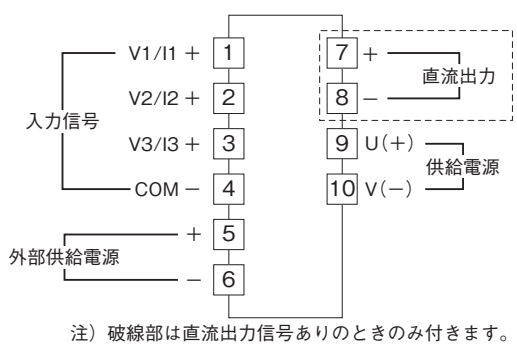 V1/I1 + 1
V2/I2 + 2
V3/I3 + 3
COM − 4
入力信号
+ 5
− 6
外部供給電源
7 +
8 −
直流出力
9 U(+)
10 V(−)
供給電源
注）破線部は直流出力信号ありのときのみ付きます。